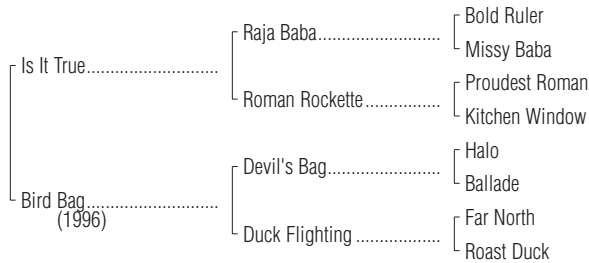 Bold Ruler
Raja Baba
Missy Baba
Is It True
Proudest Roman
Roman Rockette
Kitchen Window
Halo
Devil's Bag
Ballade
Bird Bag
(1996)
Far North
Duck Flighting
Roast Duck